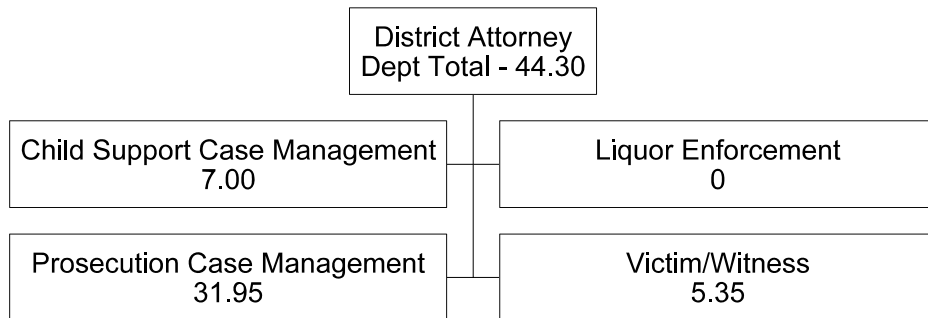 District Attorney
Dept Total - 44.30
Child Support Case Management
7.00
Liquor Enforcement
0
Prosecution Case Management
31.95
Victim/Witness
5.35